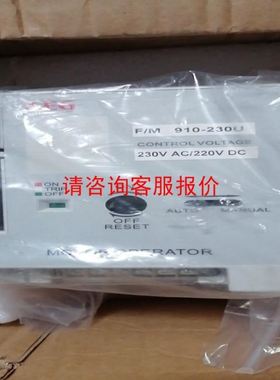 F/M 910-230U
CONTROL VOLTAGE
230V AC/220V DC
请咨询客服报价
ON
TRIP
OFF
AUTO
MANUAL
OFF
RESET
OPERATOR